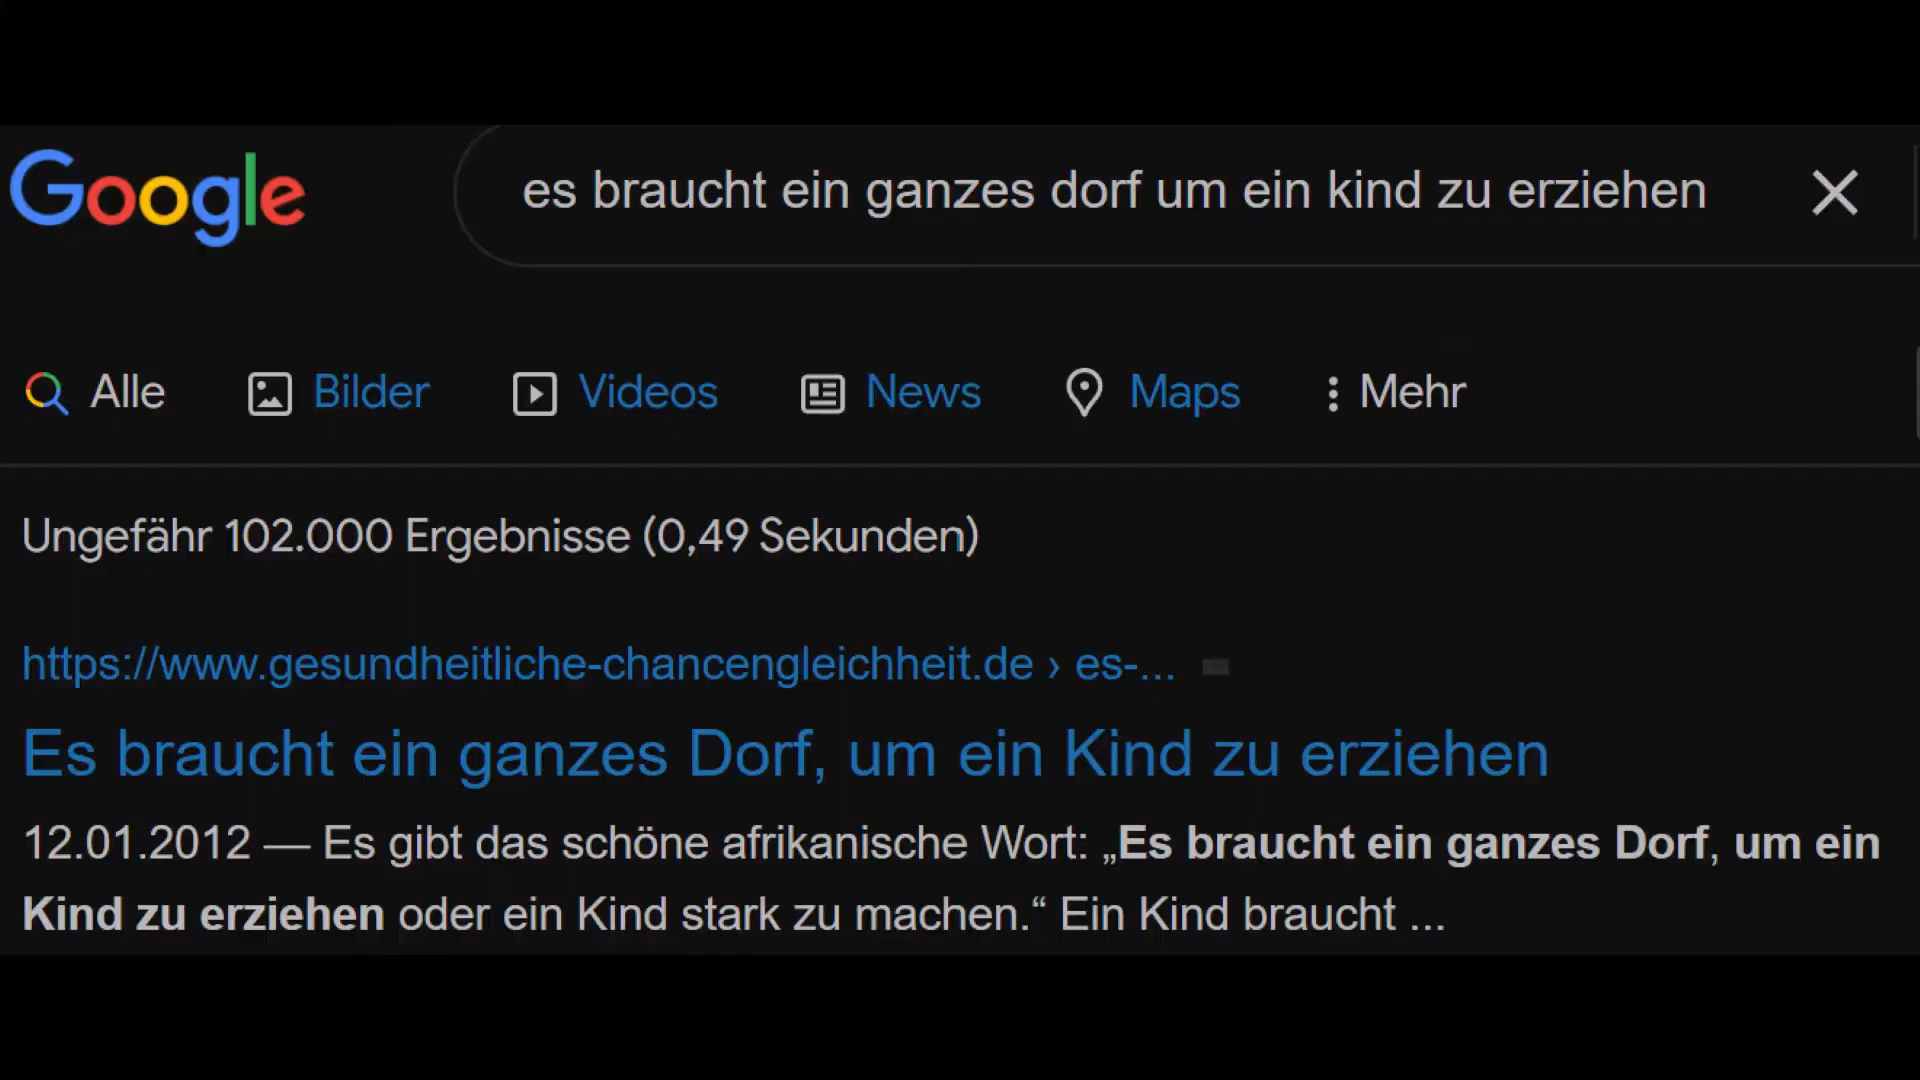 Google
es braucht ein ganzes dorf um ein kind zu erziehen
Alle Bilder Videos News Maps Mehr
Ungefähr 102.000 Ergebnisse (0,49 Sekunden)
https://www.gesundheitliche-chancengleichheit.de › es-...
Es braucht ein ganzes Dorf, um ein Kind zu erziehen
12.01.2012 — Es gibt das schöne afrikanische Wort: „Es braucht ein ganzes Dorf, um ein
Kind zu erziehen oder ein Kind stark zu machen.“ Ein Kind braucht ...